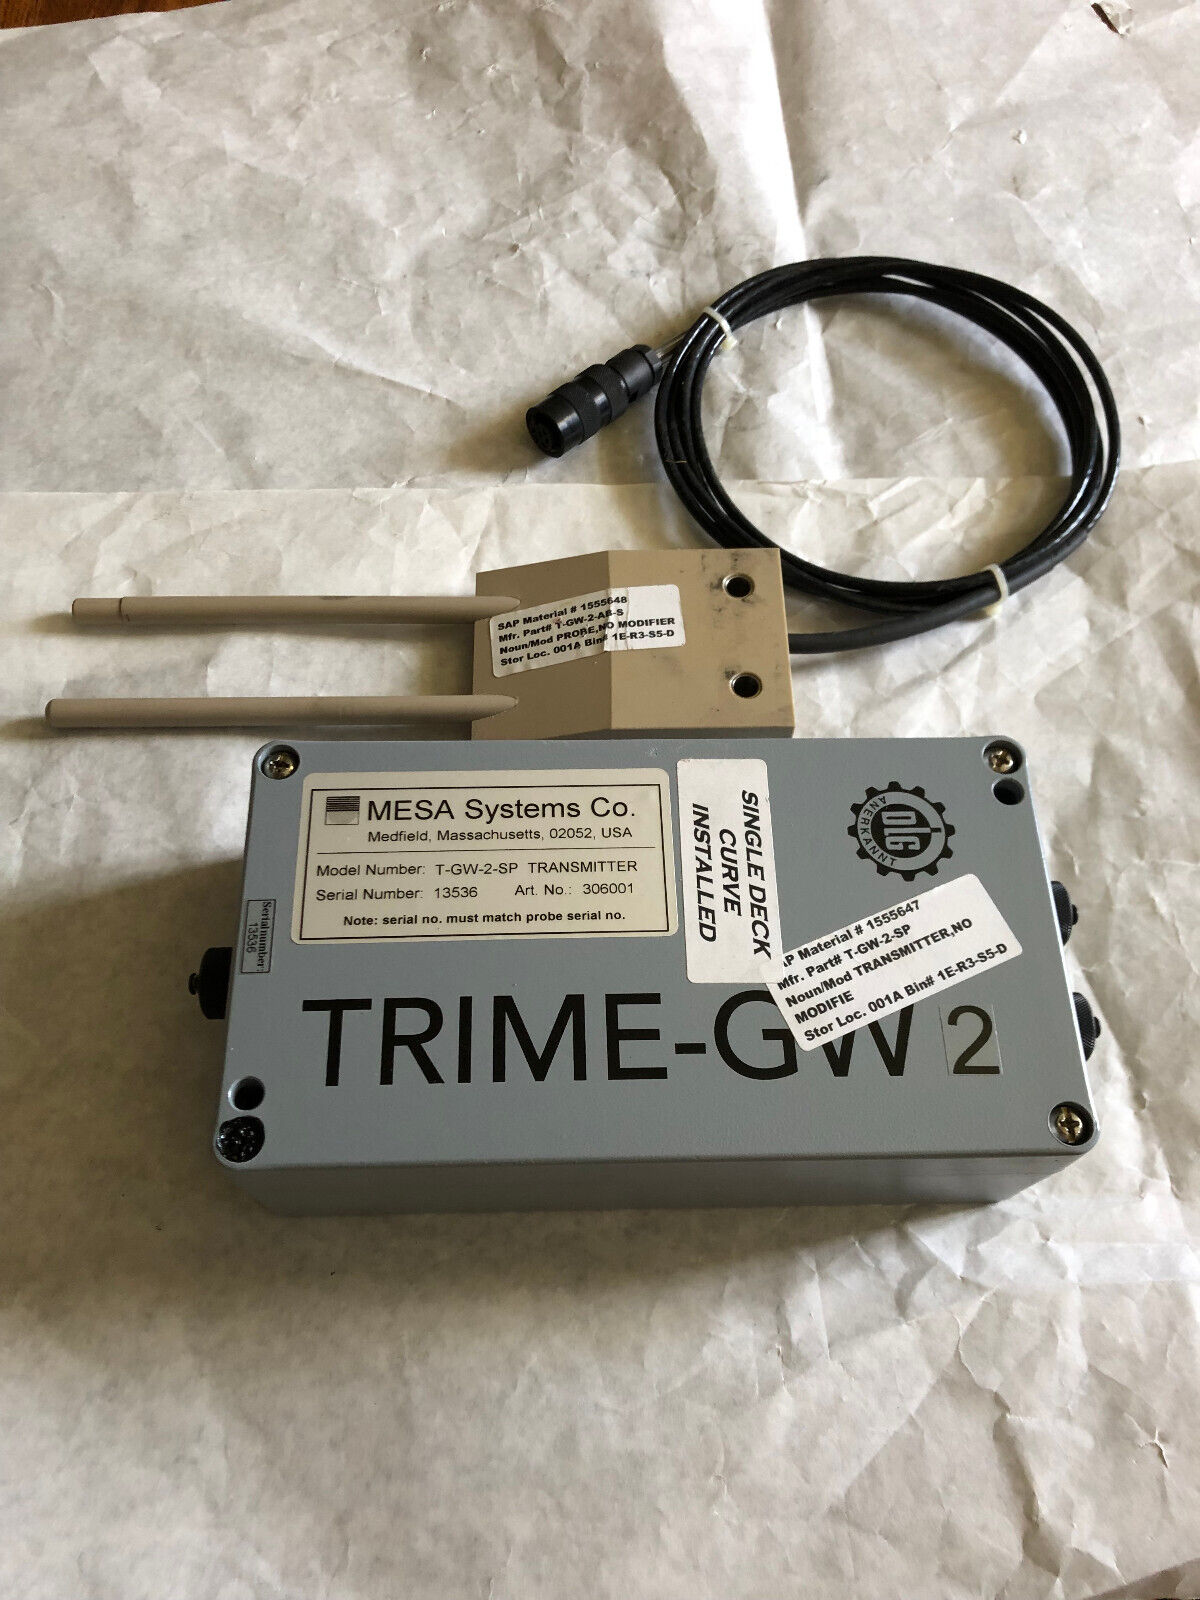 SAP Material # 1555648
Mfr. Part# T-GW-2-AB-S
Noun/Mod PROBE,NO MODIFIER
Stor Loc. 001A Bin# 1E-R3-S5-D
MESA Systems Co.
Medfield, Massachusetts, 02052, USA
Model Number: T-GW-2-SP TRANSMITTER
Serial Number: 13536 Art. No.: 306001
Note: serial no. must match probe serial no.
SINGLE DECK
CURVE
INSTALLED
DLG
ANERKANNT
AP Material # 1555647
Mfr. Part# T-GW-2-SP
Noun/Mod TRANSMITTER,NO
MODIFIE
Stor Loc. 001A Bin# 1E-R3-S5-D
Serialnumber:
13536
TRIME-GW 2